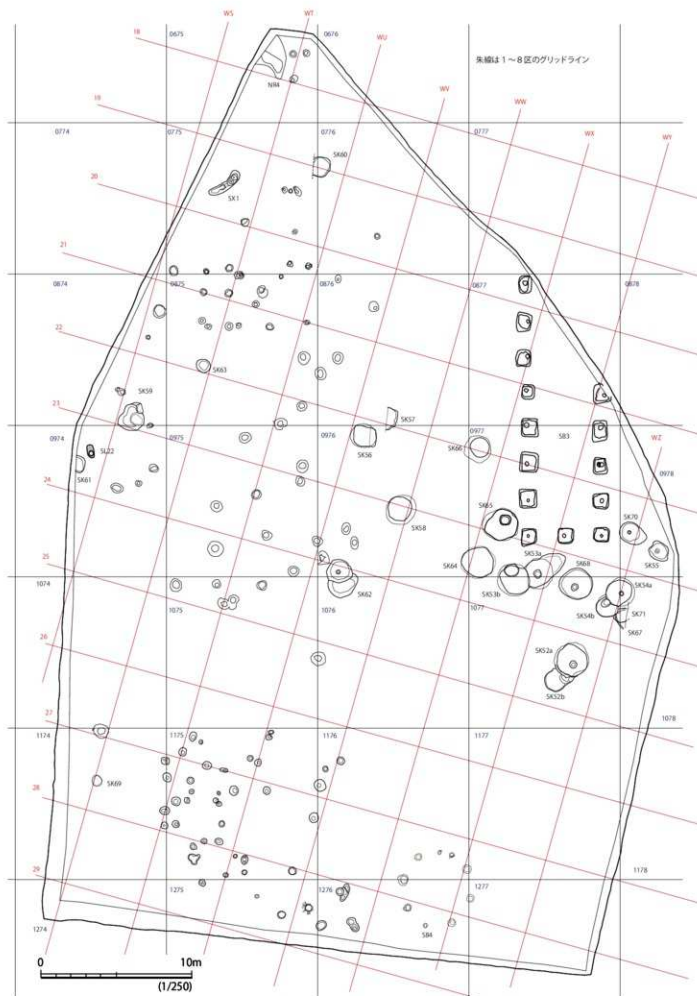 WS
WT
0675
0676
WU
18
朱線は1～8区のグリッドライン
NR4
WV
19
WW
0774
0775
0776
0777
WX
WY
SK60
20
SX1
21
0874
0875
0876
0877
0878
22
SK63
SK59
23
SK57
0974
0975
0976
0977
SB3
SK56
SK66
WZ
0978
SL22
SK61
24
SK58
SK65
SK70
SK55
25
SK64
SK53a
SK68
SK53b
SK54a
1074
1075
SK62
1076
1077
SK54b
SK71
SK67
26
SK52a
SK52b
27
1078
1174
1175
1176
1177
SK69
28
29
1178
1275
1276
1277
1274
SB4
0
10m
(1/250)